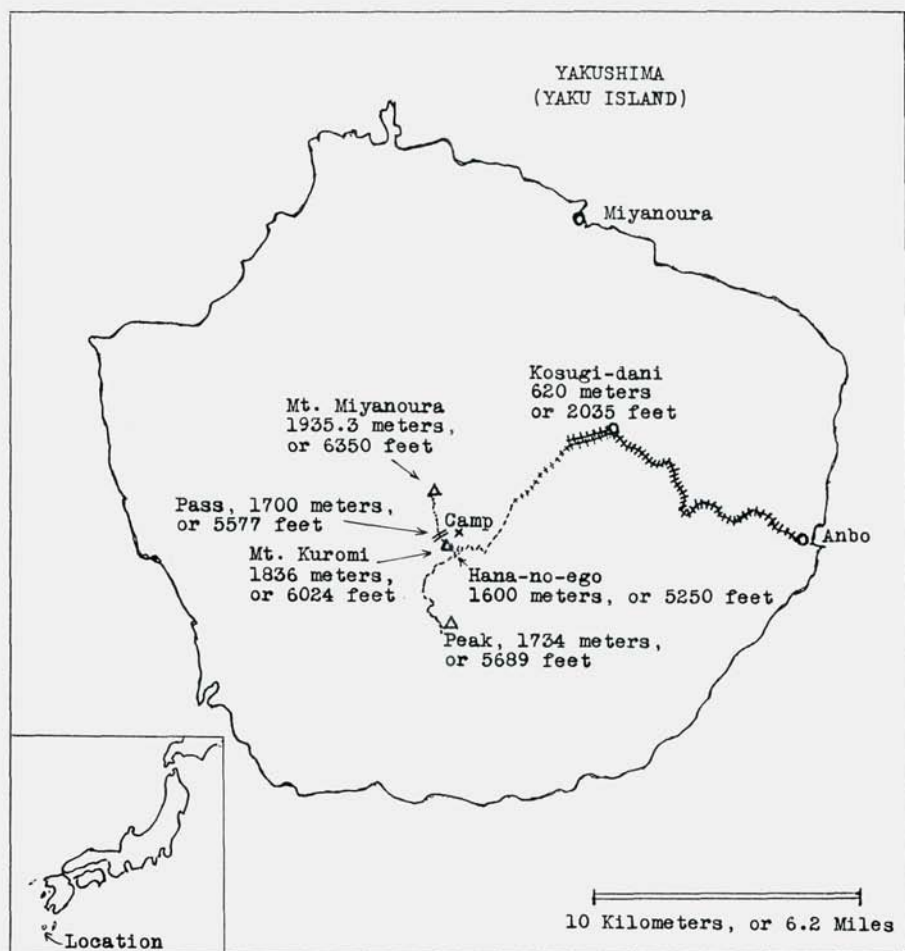 YAKUSHIMA
(YAKU ISLAND)
Miyanoura
Kosugi-dani
620 meters
or 2035 feet
Mt. Miyanoura
1935.3 meters,
or 6350 feet
Pass, 1700 meters,
or 5577 feet
Camp
Anbo
Mt. Kuromi
1836 meters,
or 6024 feet
Hana-no-ego
1600 meters, or 5250 feet
Peak, 1734 meters,
or 5689 feet
Location
10 Kilometers, or 6.2 Miles